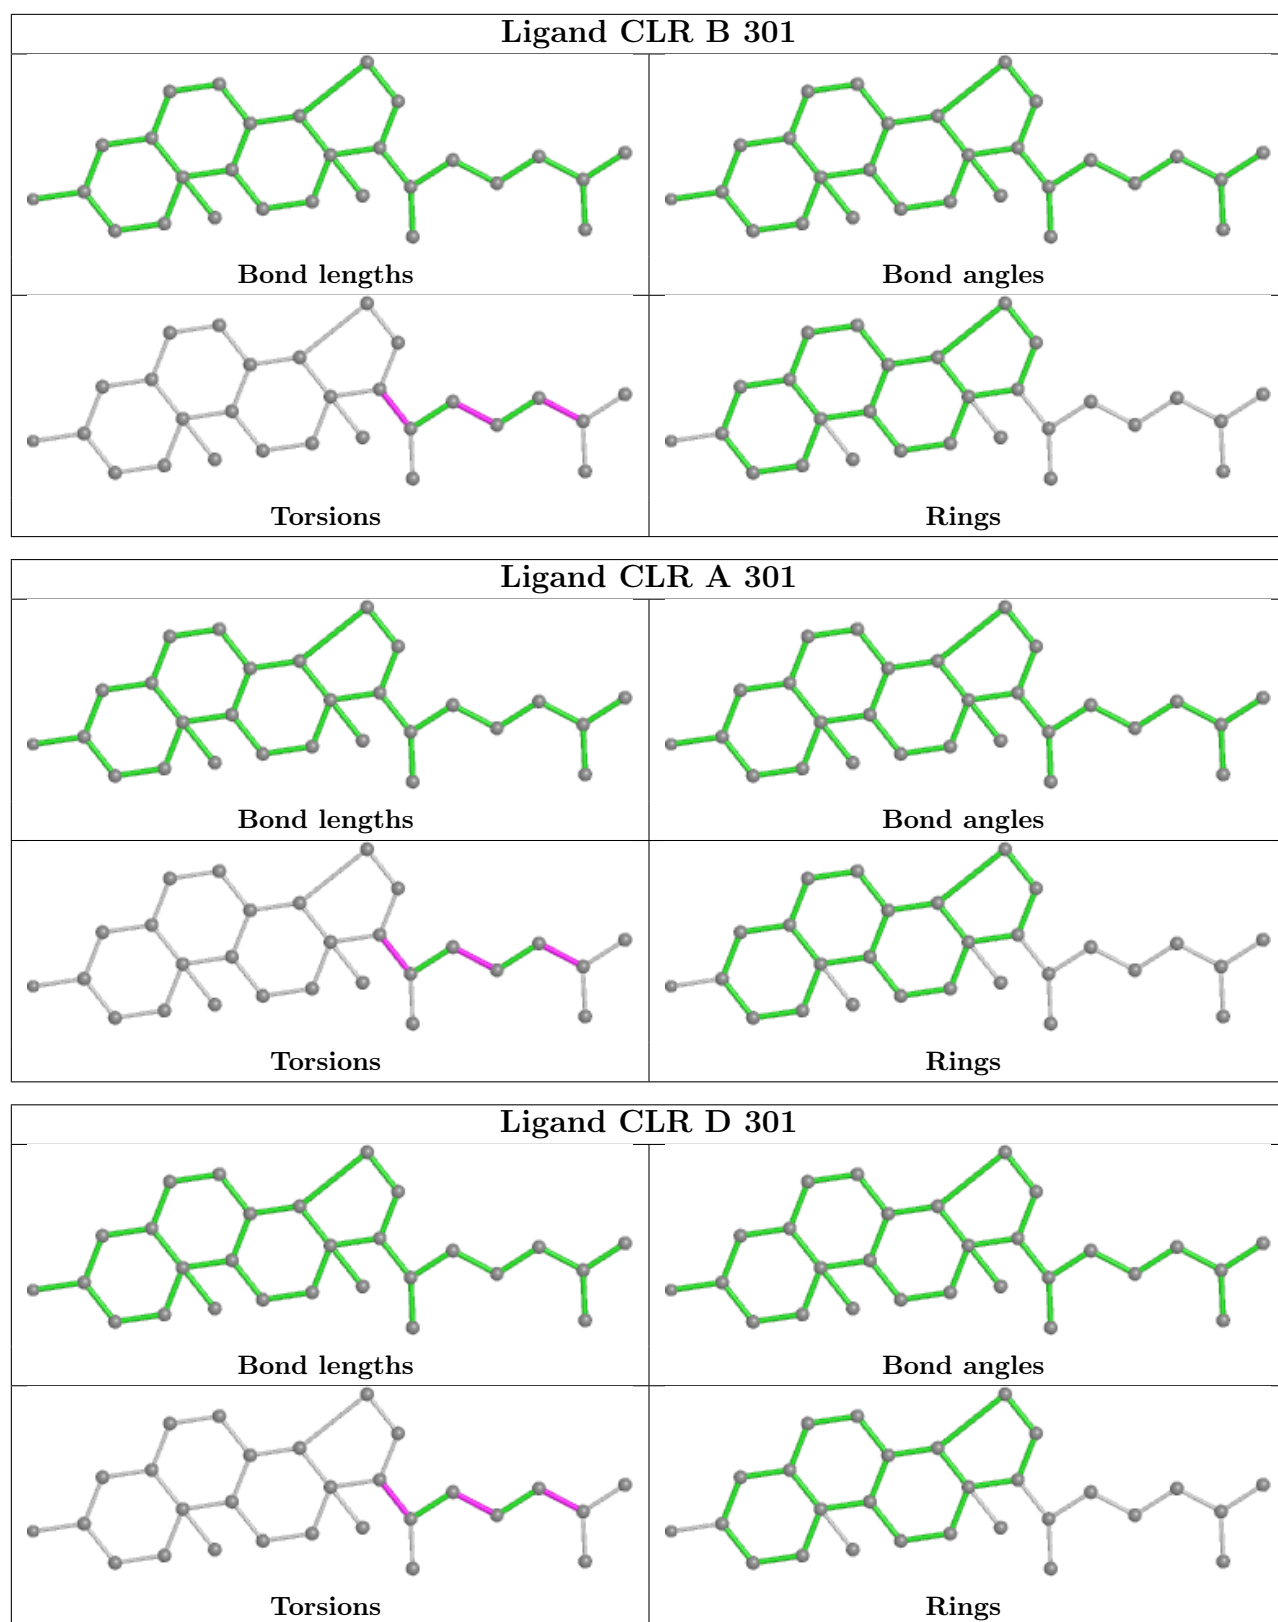 Ligand CLR B 301
Bond lengths
Bond angles
Torsions
Rings
Ligand CLR A 301
Bond lengths
Bond angles
Torsions
Rings
Ligand CLR D 301
Bond lengths
Bond angles
Torsions
Rings